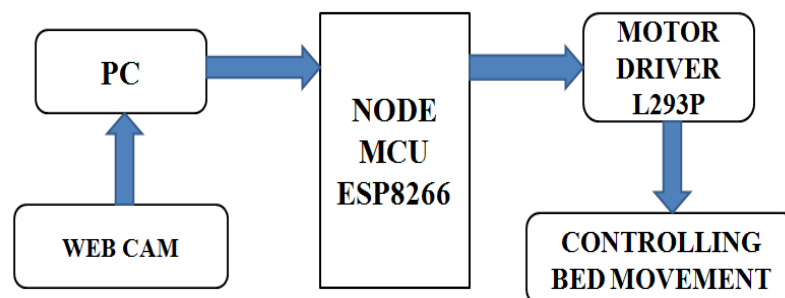 PC
WEB CAM
NODE
MCU
ESP8266
MOTOR
DRIVER
L293P
CONTROLLING
BED MOVEMENT